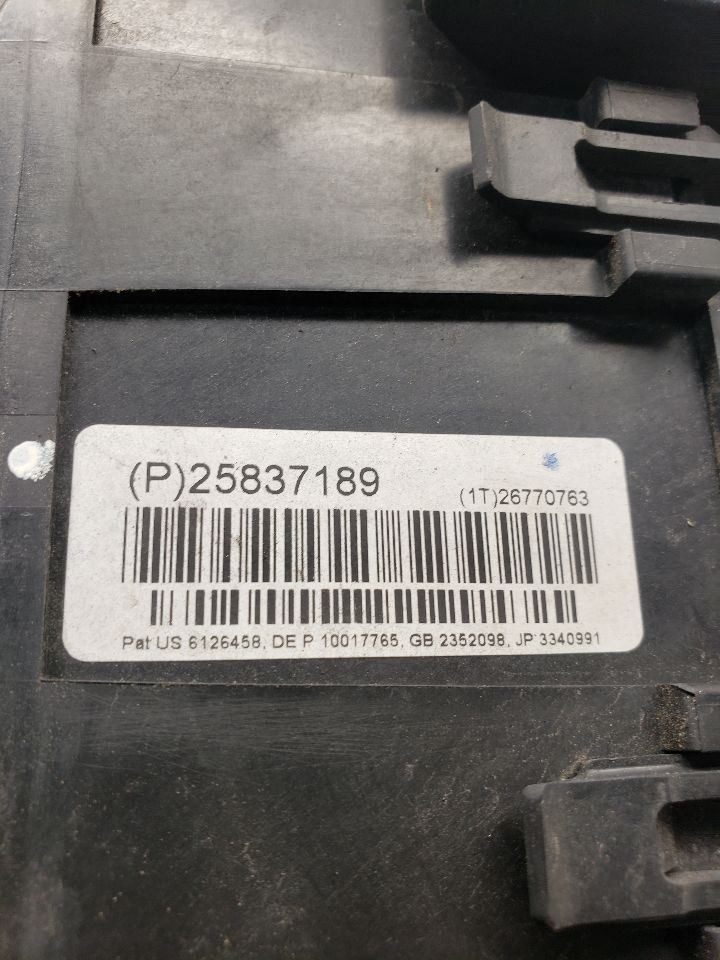 (P)25837189
(1T)26770763
Pat US 6126458, DE P 10017765, GB 2352098, JP 3340991